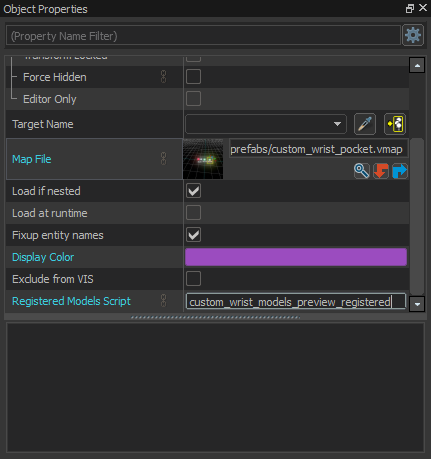 Object Properties
(Property Name Filter)
Transform Locked
Force Hidden
Editor Only
Target Name
Map File
prefabs/custom_wrist_pocket.vmap
Load if nested
Load at runtime
Fixup entity names
Display Color
Exclude from VIS
Registered Models Script
custom_wrist_models_preview_registered